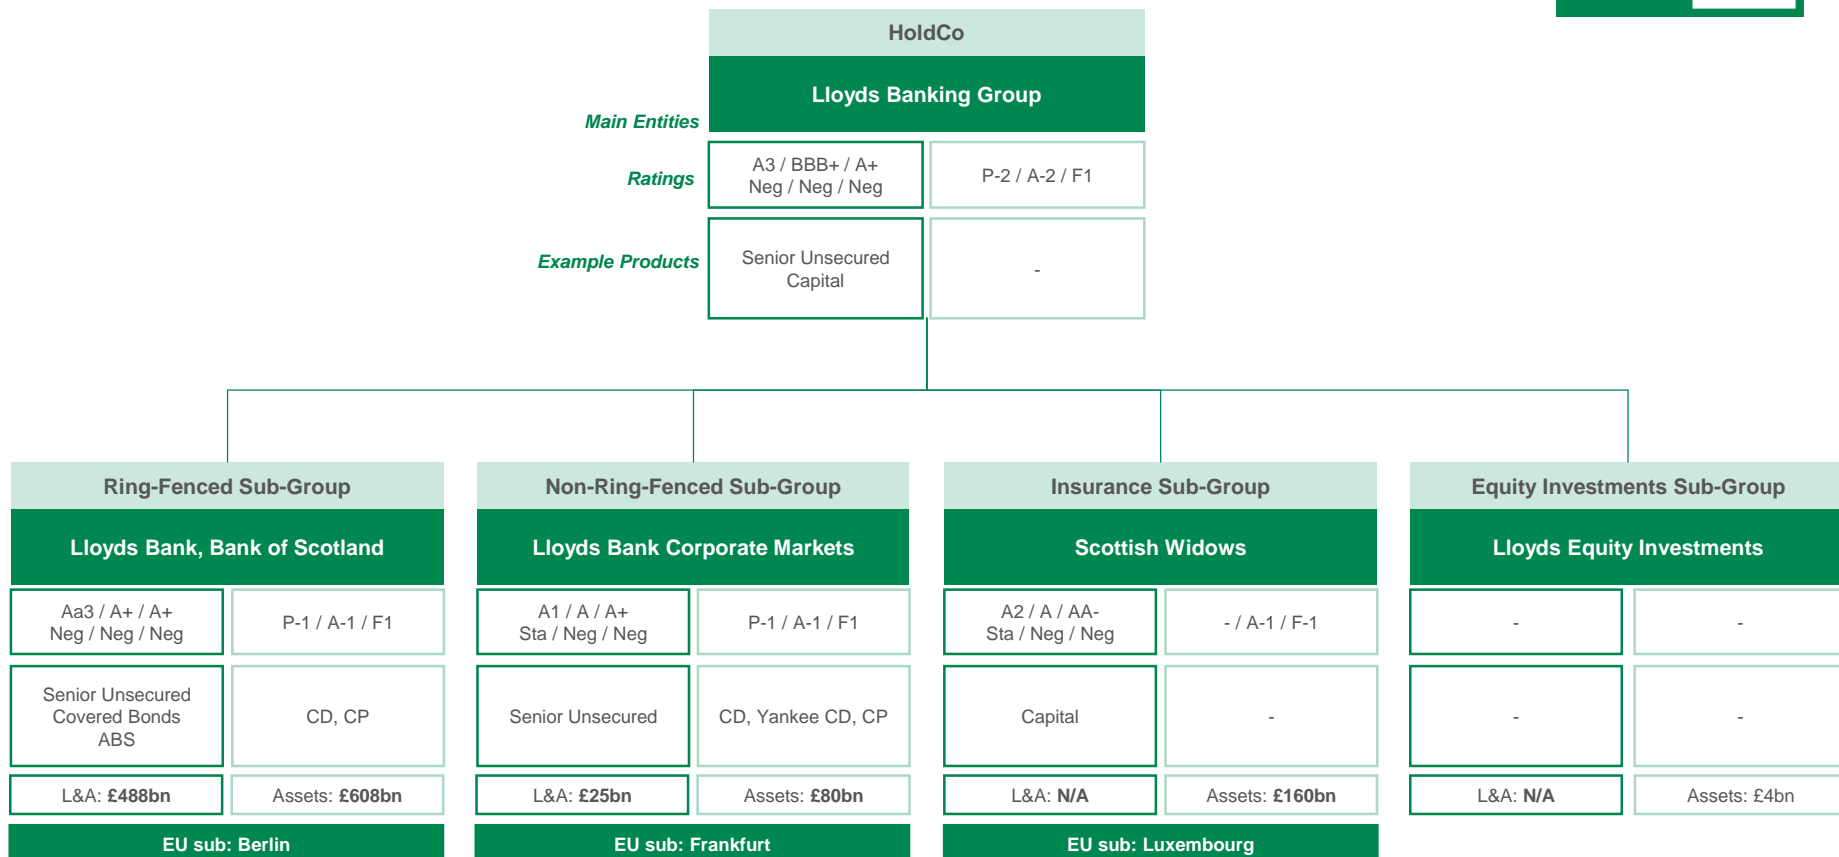 HoldCo
Lloyds Banking Group
Main Entities
Ratings
A3 / BBB+ / A+
Neg / Neg / Neg
P-2 / A-2 / F1
Example Products
Senior Unsecured
Capital
-
Ring-Fenced Sub-Group
Lloyds Bank, Bank of Scotland
Aa3 / A+ / A+
Neg / Neg / Neg
P-1 / A-1 / F1
Senior Unsecured
Covered Bonds
ABS
CD, CP
L&A: £488bn
Assets: £608bn
EU sub: Berlin
Non-Ring-Fenced Sub-Group
Lloyds Bank Corporate Markets
A1 / A / A+
Sta / Neg / Neg
P-1 / A-1 / F1
Senior Unsecured
CD, Yankee CD, CP
L&A: £25bn
Assets: £80bn
EU sub: Frankfurt
Insurance Sub-Group
Scottish Widows
A2 / A / AA-
Sta / Neg / Neg
- / A-1 / F-1
Capital
-
L&A: N/A
Assets: £160bn
EU sub: Luxembourg
Equity Investments Sub-Group
Lloyds Equity Investments
-
-
-
-
L&A: N/A
Assets: £4bn